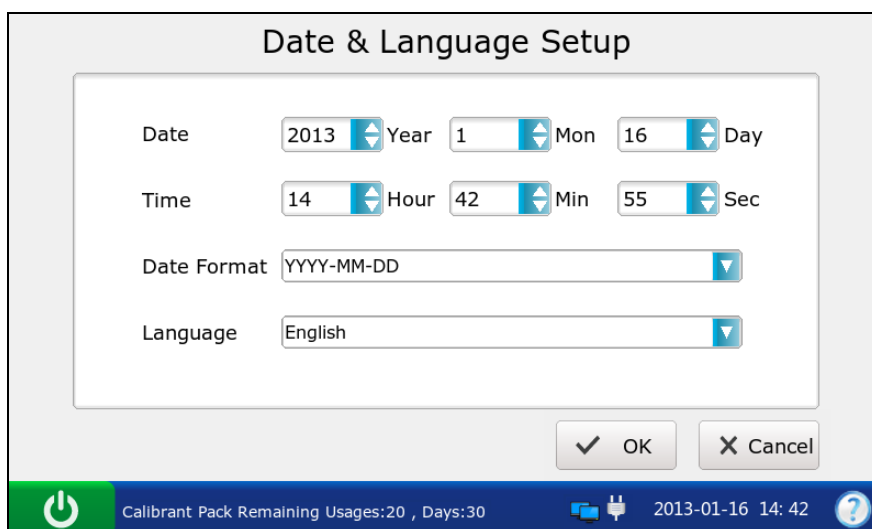 Date & Language Setup
Date 2013 Year 1 Mon 16 Day
Time 14 Hour 42 Min 55 Sec
Date Format YYYY-MM-DD
Language English
OK Cancel
Calibrant Pack Remaining Usages:20 , Days:30 2013-01-16 14: 42 ?